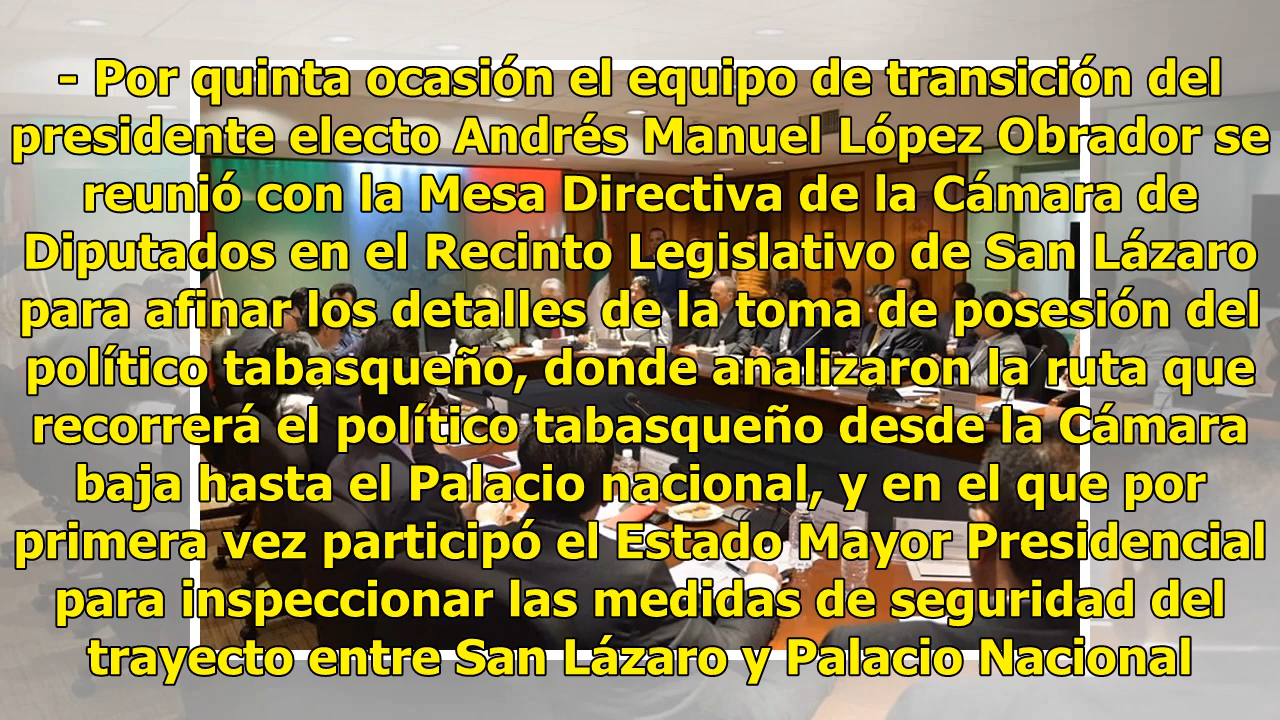 - Por quinta ocasión el equipo de transición del
presidente electo Andrés Manuel López Obrador se
reunió con la Mesa Directiva de la Cámara de
Diputados en el Recinto Legislativo de San Lázaro
para afinar los detalles de la toma de posesión del
político tabasqueño, donde analizaron la ruta que
recorrerá el político tabasqueño desde la Cámara
baja hasta el Palacio nacional, y en el que por
primera vez participó el Estado Mayor Presidencial
para inspeccionar las medidas de seguridad del
trayecto entre San Lázaro y Palacio Nacional